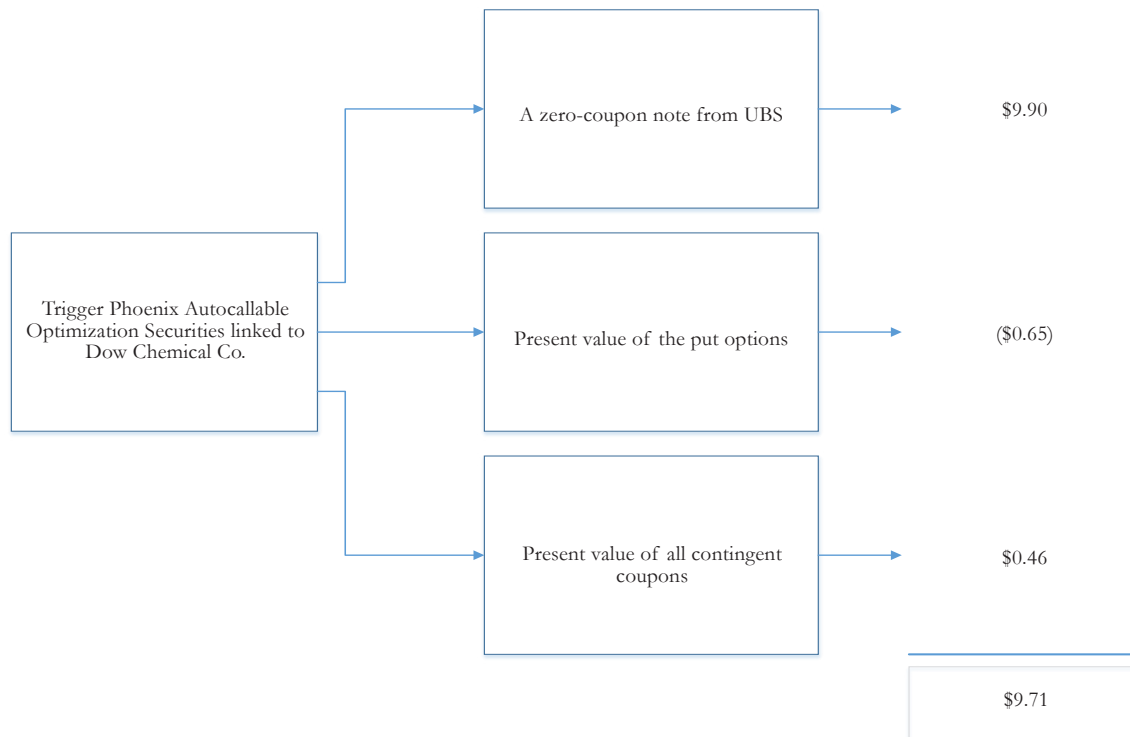 A zero-coupon note from UBS
$9.90
Trigger Phoenix Autocallable
Optimization Securities linked to
Dow Chemical Co.
Present value of the put options
($0.65)
Present value of all contingent
coupons
$0.46
$9.71